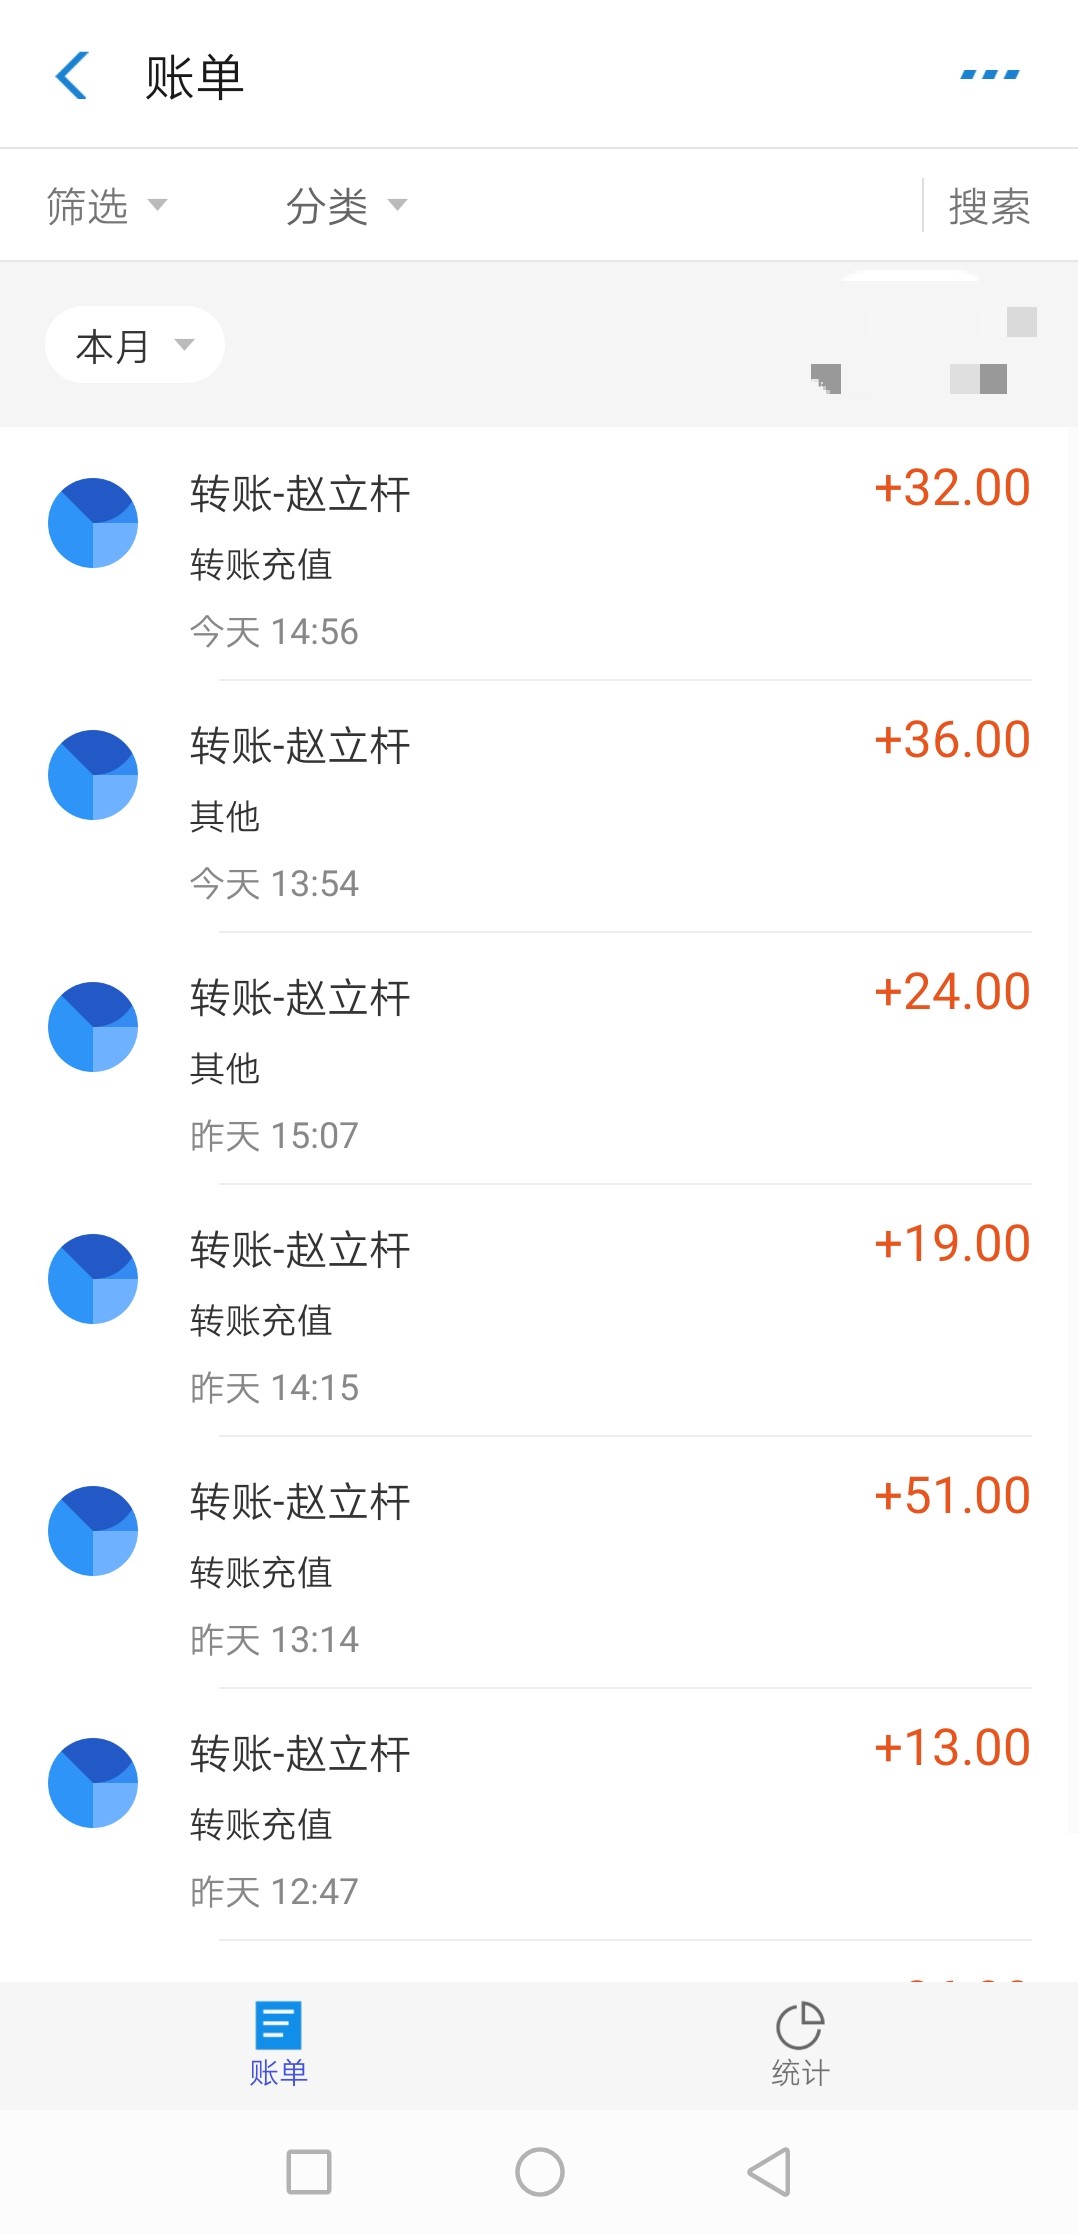 账单
筛选 分类 搜索
本月
转账-赵立杆 +32.00
转账充值
今天 14:56
转账-赵立杆 +36.00
其他
今天 13:54
转账-赵立杆 +24.00
其他
昨天 15:07
转账-赵立杆 +19.00
转账充值
昨天 14:15
转账-赵立杆 +51.00
转账充值
昨天 13:14
转账-赵立杆 +13.00
转账充值
昨天 12:47
账单 统计